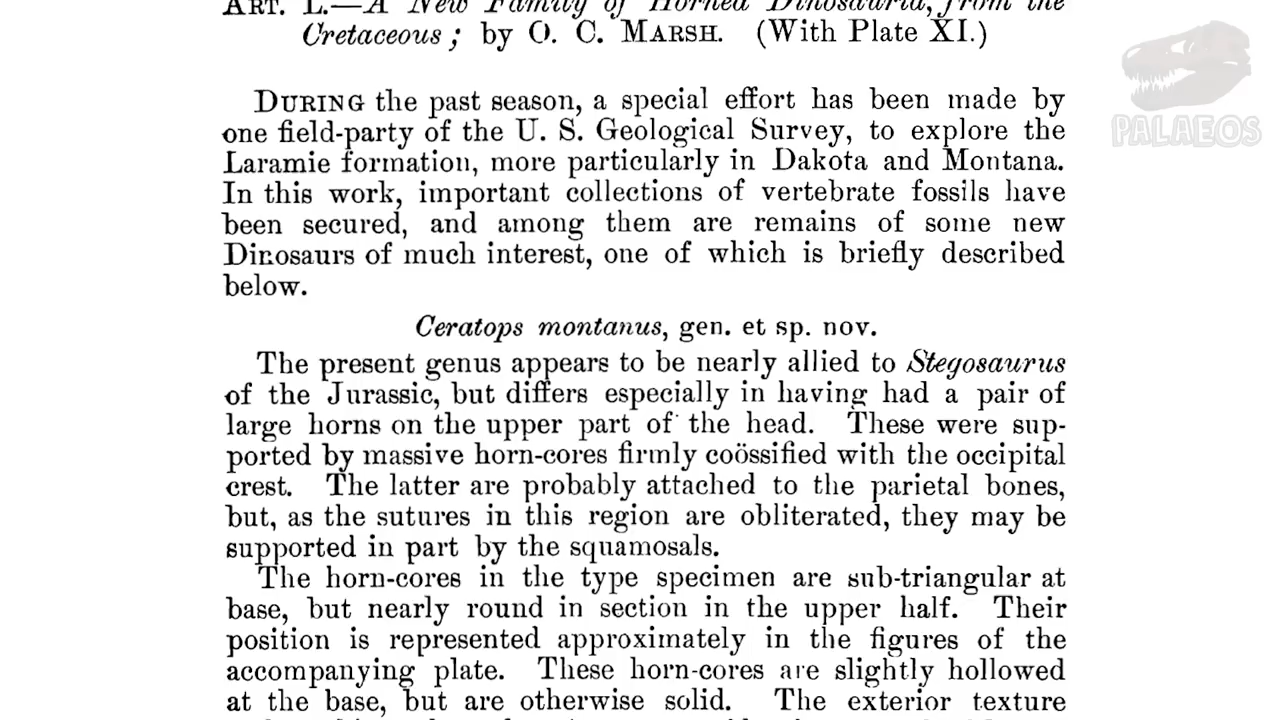 ART. L.—A New Family of Horned Dinosauria, from the
Cretaceous; by O. C. MARSH. (With Plate XI.)
PALAEOS
DURING the past season, a special effort has been made by
one field-party of the U. S. Geological Survey, to explore the
Laramie formation, more particularly in Dakota and Montana.
In this work, important collections of vertebrate fossils have
been secured, and among them are remains of some new
Dinosaurs of much interest, one of which is briefly described
below.
Ceratops montanus, gen. et sp. nov.
The present genus appears to be nearly allied to Stegosaurus
of the Jurassic, but differs especially in having had a pair of
large horns on the upper part of the head. These were sup-
ported by massive horn-cores firmly coössified with the occipital
crest. The latter are probably attached to the parietal bones,
but, as the sutures in this region are obliterated, they may be
supported in part by the squamosals.
The horn-cores in the type specimen are sub-triangular at
base, but nearly round in section in the upper half. Their
position is represented approximately in the figures of the
accompanying plate. These horn-cores are slightly hollowed
at the base, but are otherwise solid. The exterior texture